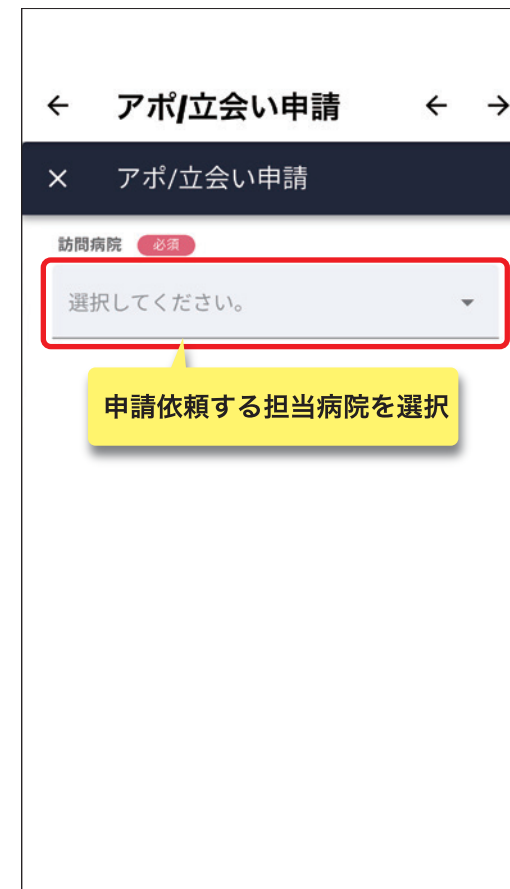 アポ/立会い申請
アポ/立会い申請
訪問病院 必須
選択してください。
申請依頼する担当病院を選択